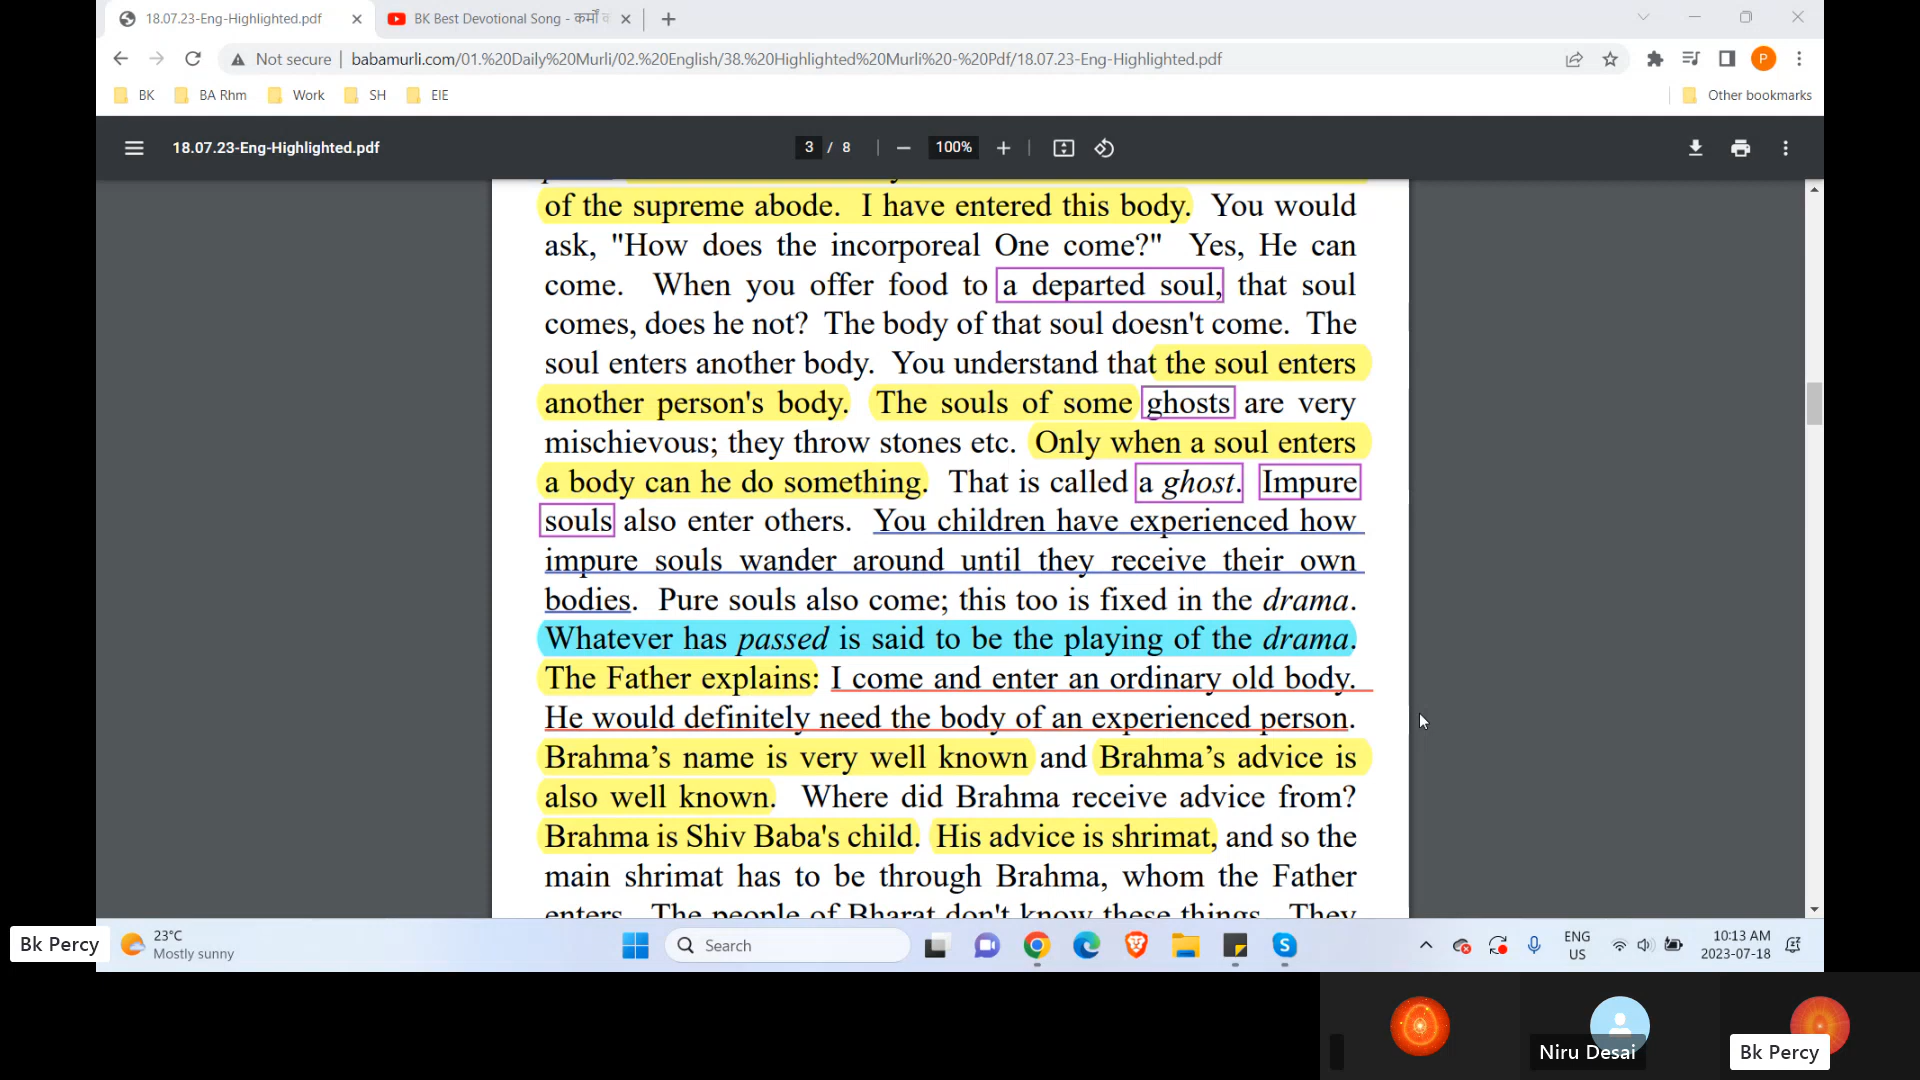 18.07.23-Eng-Highlighted.pdf
BK Best Devotional Song - कर्मों
Not secure
babamurli.com/01.%20Daily%20Murli/02.%20English/38.%20Highlighted%20Murli%20-%20Pdf/18.07.23-Eng-Highlighted.pdf
P
BK
BA Rhm
Work
SH
EIE
Other bookmarks
18.07.23-Eng-Highlighted.pdf
3 / 8
100%
of the supreme abode. I have entered this body. You would
ask, "How does the incorporeal One come?" Yes, He can
come. When you offer food to a departed soul, that soul
comes, does he not? The body of that soul doesn't come. The
soul enters another body. You understand that the soul enters
another person's body. The souls of some ghosts are very
mischievous; they throw stones etc. Only when a soul enters
a body can he do something. That is called a ghost. Impure
souls also enter others. You children have experienced how
impure souls wander around until they receive their own
bodies. Pure souls also come; this too is fixed in the drama.
Whatever has passed is said to be the playing of the drama.
The Father explains: I come and enter an ordinary old body.
He would definitely need the body of an experienced person.
Brahma’s name is very well known and Brahma’s advice is
also well known. Where did Brahma receive advice from?
Brahma is Shiv Baba's child. His advice is shrimat, and so the
main shrimat has to be through Brahma, whom the Father
enters. The people of Bharat don't know these things. They
Bk Percy
23°C
Mostly sunny
Search
S
ENG
US
10:13 AM
2023-07-18
Niru Desai
Bk Percy